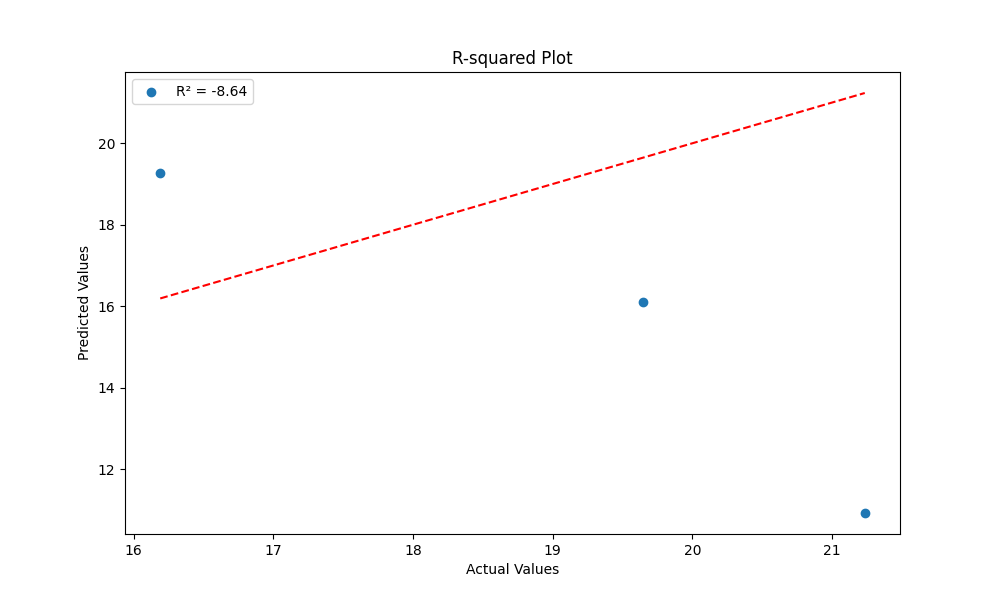 R-squared Plot
R² = -8.64
20
18
16
14
12
Predicted Values
16 17 18 19 20 21
Actual Values